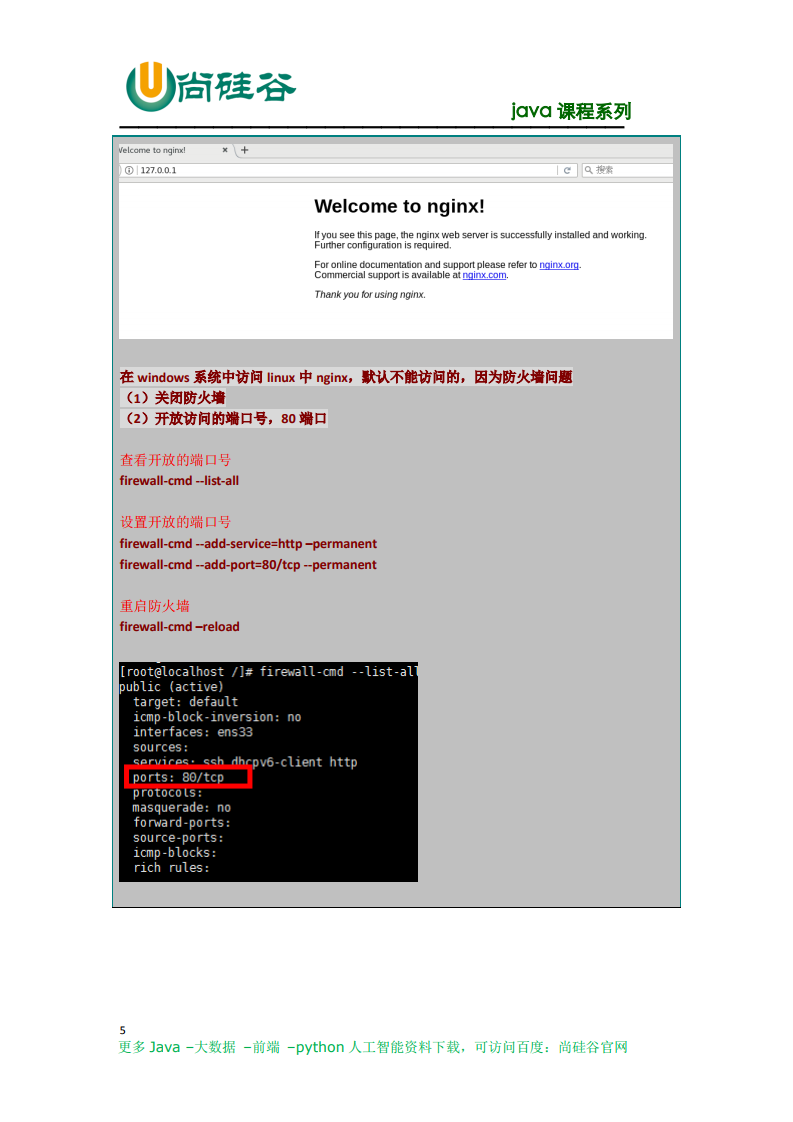 尚硅谷
java 课程系列
Welcome to nginx!
127.0.0.1
搜索
Welcome to nginx!
If you see this page, the nginx web server is successfully installed and working.
Further configuration is required.
For online documentation and support please refer to nginx.org.
Commercial support is available at nginx.com.
Thank you for using nginx.
在 windows 系统中访问 linux 中 nginx，默认不能访问的，因为防火墙问题
（1）关闭防火墙
（2）开放访问的端口号，80 端口
查看开放的端口号
firewall-cmd --list-all
设置开放的端口号
firewall-cmd --add-service=http –permanent
firewall-cmd --add-port=80/tcp --permanent
重启防火墙
firewall-cmd –reload
[root@localhost /]# firewall-cmd --list-all
public (active)
target: default
icmp-block-inversion: no
interfaces: ens33
sources:
services: ssh dhcpv6-client http
ports: 80/tcp
protocols:
masquerade: no
forward-ports:
source-ports:
icmp-blocks:
rich rules:
5
更多 Java –大数据 –前端 –python 人工智能资料下载，可访问百度：尚硅谷官网